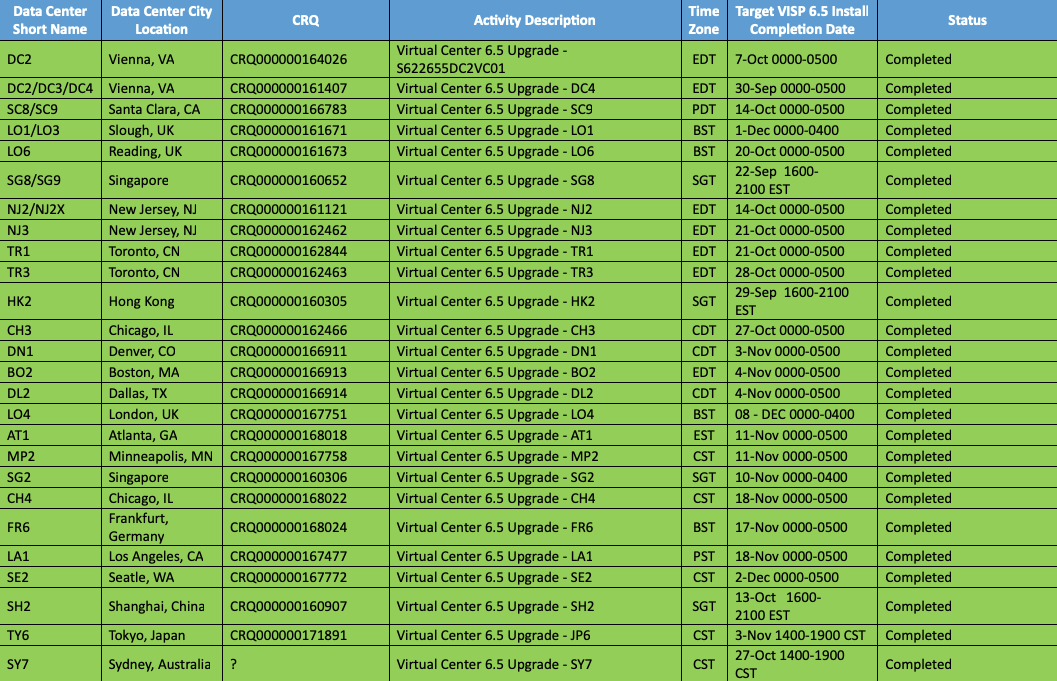 Data Center Short Name | Data Center City Location | CRQ | Activity Description | Time Zone | Target VISP 6.5 Install Completion Date | Status
DC2 | Vienna, VA | CRQ000000164026 | Virtual Center 6.5 Upgrade - S622655DC2VC01 | EDT | 7-Oct 0000-0500 | Completed
DC2/DC3/DC4 | Vienna, VA | CRQ000000161407 | Virtual Center 6.5 Upgrade - DC4 | EDT | 30-Sep 0000-0500 | Completed
SC8/SC9 | Santa Clara, CA | CRQ000000166783 | Virtual Center 6.5 Upgrade - SC9 | PDT | 14-Oct 0000-0500 | Completed
LO1/LO3 | Slough, UK | CRQ000000161671 | Virtual Center 6.5 Upgrade - LO1 | BST | 1-Dec 0000-0400 | Completed
LO6 | Reading, UK | CRQ000000161673 | Virtual Center 6.5 Upgrade - LO6 | BST | 20-Oct 0000-0500 | Completed
SG8/SG9 | Singapore | CRQ000000160652 | Virtual Center 6.5 Upgrade - SG8 | SGT | 22-Sep 1600-2100 EST | Completed
NJ2/NJ2X | New Jersey, NJ | CRQ000000161121 | Virtual Center 6.5 Upgrade - NJ2 | EDT | 14-Oct 0000-0500 | Completed
NJ3 | New Jersey, NJ | CRQ000000162462 | Virtual Center 6.5 Upgrade - NJ3 | EDT | 21-Oct 0000-0500 | Completed
TR1 | Toronto, CN | CRQ000000162844 | Virtual Center 6.5 Upgrade - TR1 | EDT | 21-Oct 0000-0500 | Completed
TR3 | Toronto, CN | CRQ000000162463 | Virtual Center 6.5 Upgrade - TR3 | EDT | 28-Oct 0000-0500 | Completed
HK2 | Hong Kong | CRQ000000160305 | Virtual Center 6.5 Upgrade - HK2 | SGT | 29-Sep 1600-2100 EST | Completed
CH3 | Chicago, IL | CRQ000000162466 | Virtual Center 6.5 Upgrade - CH3 | CDT | 27-Oct 0000-0500 | Completed
DN1 | Denver, CO | CRQ000000166911 | Virtual Center 6.5 Upgrade - DN1 | CDT | 3-Nov 0000-0500 | Completed
BO2 | Boston, MA | CRQ000000166913 | Virtual Center 6.5 Upgrade - BO2 | EDT | 4-Nov 0000-0500 | Completed
DL2 | Dallas, TX | CRQ000000166914 | Virtual Center 6.5 Upgrade - DL2 | CDT | 4-Nov 0000-0500 | Completed
LO4 | London, UK | CRQ000000167751 | Virtual Center 6.5 Upgrade - LO4 | BST | 08 - DEC 0000-0400 | Completed
AT1 | Atlanta, GA | CRQ000000168018 | Virtual Center 6.5 Upgrade - AT1 | EST | 11-Nov 0000-0500 | Completed
MP2 | Minneapolis, MN | CRQ000000167758 | Virtual Center 6.5 Upgrade - MP2 | CST | 11-Nov 0000-0500 | Completed
SG2 | Singapore | CRQ000000160306 | Virtual Center 6.5 Upgrade - SG2 | SGT | 10-Nov 0000-0400 | Completed
CH4 | Chicago, IL | CRQ000000168022 | Virtual Center 6.5 Upgrade - CH4 | CST | 18-Nov 0000-0500 | Completed
FR6 | Frankfurt, Germany | CRQ000000168024 | Virtual Center 6.5 Upgrade - FR6 | BST | 17-Nov 0000-0500 | Completed
LA1 | Los Angeles, CA | CRQ000000167477 | Virtual Center 6.5 Upgrade - LA1 | PST | 18-Nov 0000-0500 | Completed
SE2 | Seatle, WA | CRQ000000167772 | Virtual Center 6.5 Upgrade - SE2 | CST | 2-Dec 0000-0500 | Completed
SH2 | Shanghai, China | CRQ000000160907 | Virtual Center 6.5 Upgrade - SH2 | SGT | 13-Oct 1600-2100 EST | Completed
TY6 | Tokyo, Japan | CRQ000000171891 | Virtual Center 6.5 Upgrade - JP6 | CST | 3-Nov 1400-1900 CST | Completed
SY7 | Sydney, Australia | ? | Virtual Center 6.5 Upgrade - SY7 | CST | 27-Oct 1400-1900 CST | Completed